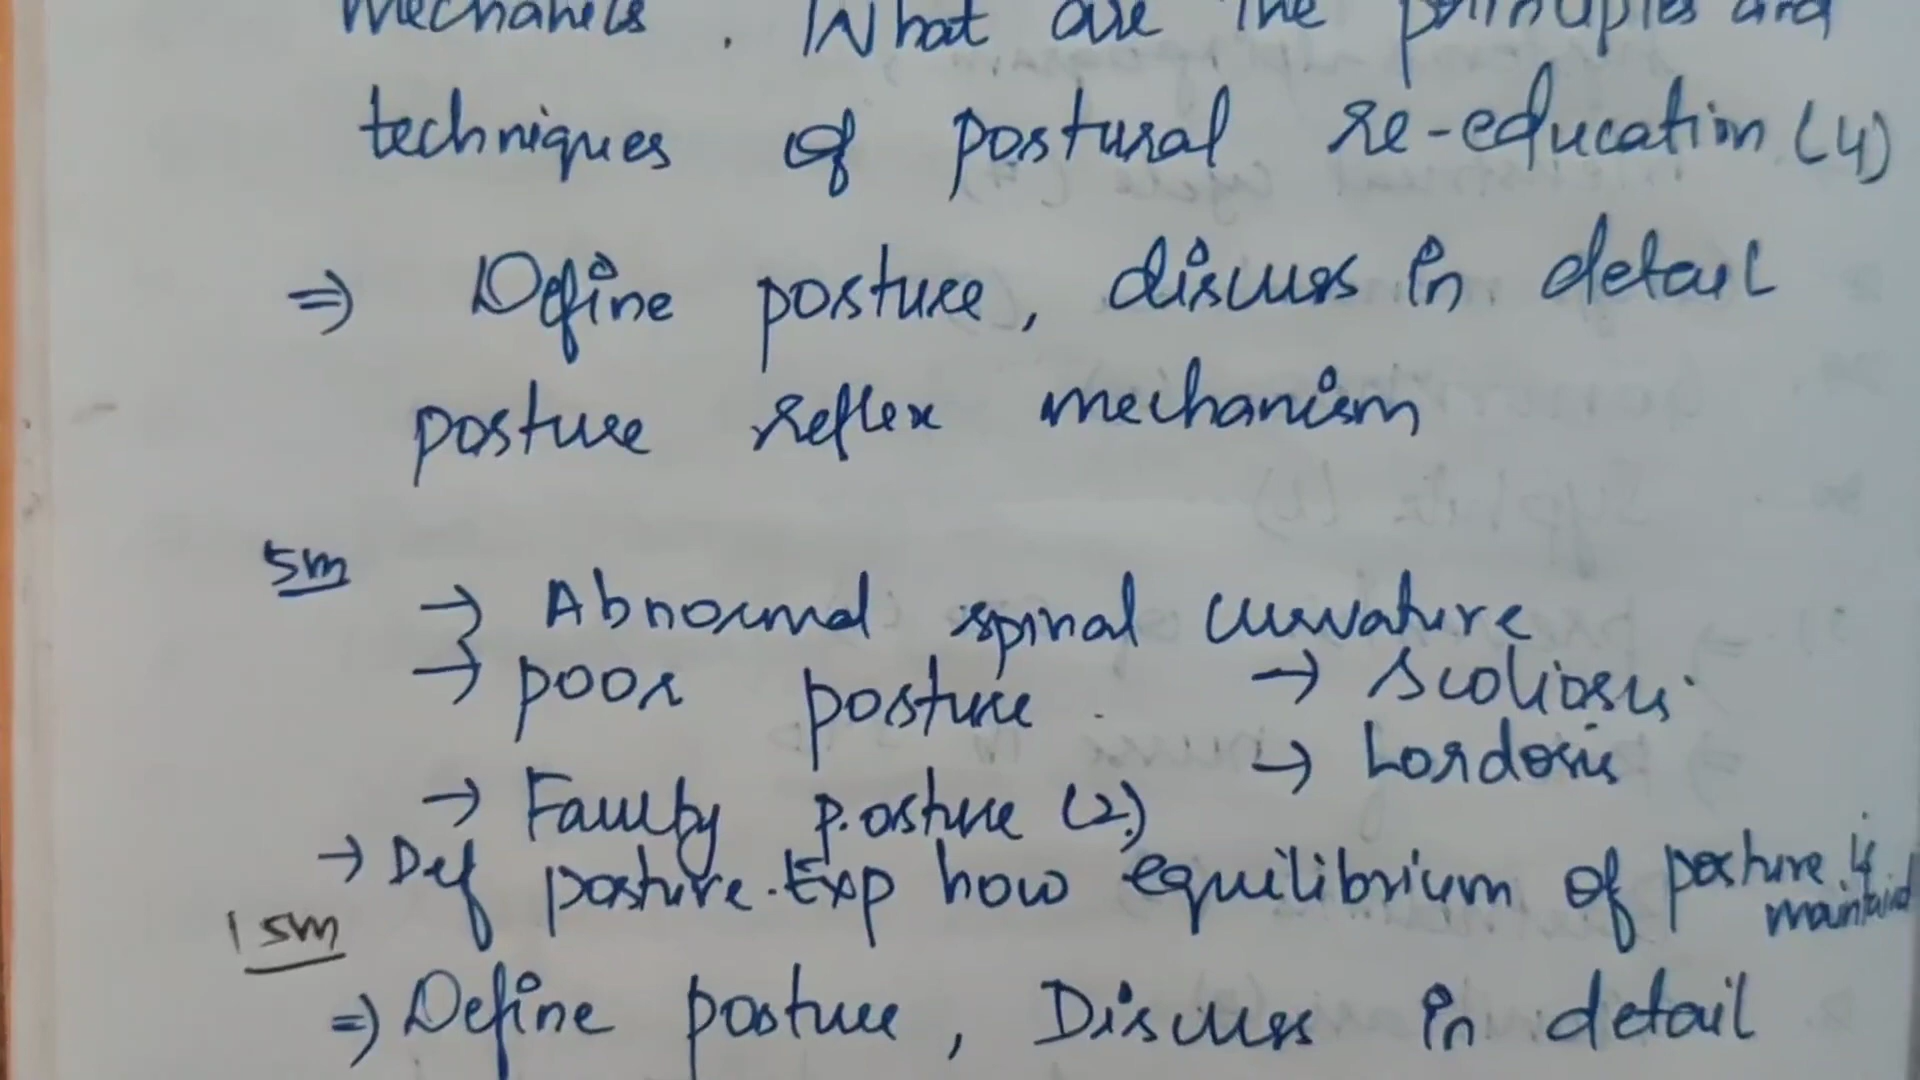 mechanics. What are the principles and
techniques of postural re-education (4)
⇒ Define posture, discuss in detail
posture reflex mechanism
5m
→ Abnormal spinal curvature
→ poor posture → scoliosis
→ Lordosis
→ Faulty posture (2)
→ Def posture. Exp how equilibrium of posture is maintaind
15m
⇒ Define posture, Discuss in detail